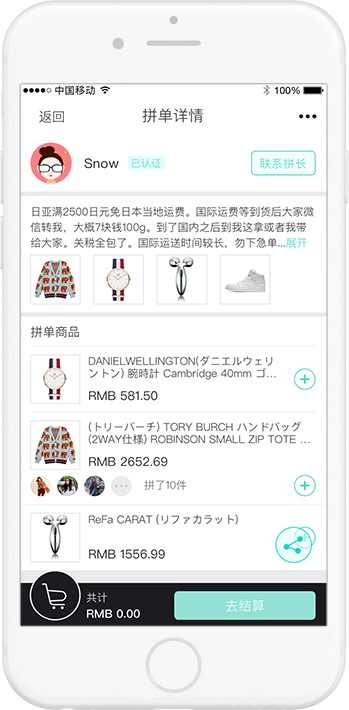 中国移动 100%
返回 拼单详情
Snow 已认证 联系拼长
日亚满2500日元免日本当地运费。国际运费等到货后大家微
信转我，大概7块钱100g。到了国内之后到我这拿或者我带
给大家。关税全包了。国际运送时间较长，勿下急单...展开
拼单商品
DANIELWELLINGTON(ダニエルウェリ
ントン) 腕時計 Cambridge 40mm ゴ...
RMB 581.50
(トリーバーチ) TORY BURCH ハンドバッグ
(2WAY仕様) ROBINSON SMALL ZIP TOTE ...
RMB 2652.69
拼了10件
ReFa CARAT (リファカラット)
RMB 1556.99
共计
RMB 0.00
去结算